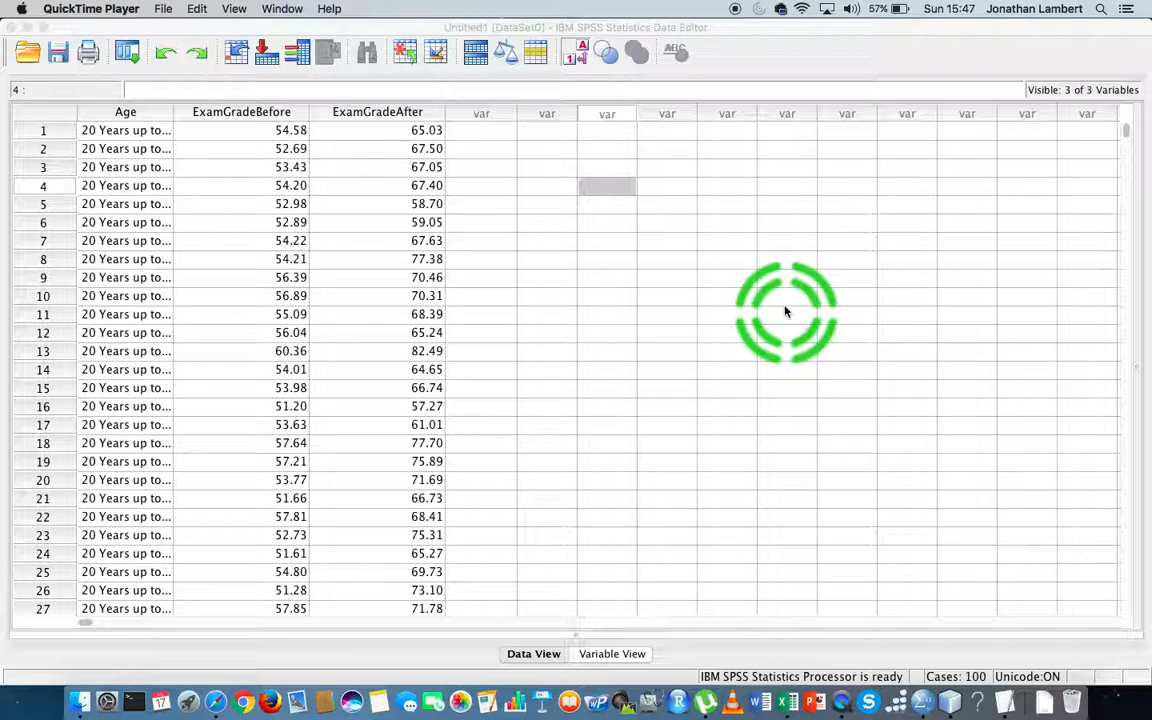 QuickTime Player File Edit View Window Help 57% Sun 15:47 Jonathan Lambert
Untitled1 [DataSet0] - IBM SPSS Statistics Data Editor
4 : Visible: 3 of 3 Variables
Age ExamGradeBefore ExamGradeAfter var var var var var var var var var var var
1 20 Years up to... 54.58 65.03
2 20 Years up to... 52.69 67.50
3 20 Years up to... 53.43 67.05
4 20 Years up to... 54.20 67.40
5 20 Years up to... 52.98 58.70
6 20 Years up to... 52.89 59.05
7 20 Years up to... 54.22 67.63
8 20 Years up to... 54.21 77.38
9 20 Years up to... 56.39 70.46
10 20 Years up to... 56.89 70.31
11 20 Years up to... 55.09 68.39
12 20 Years up to... 56.04 65.24
13 20 Years up to... 60.36 82.49
14 20 Years up to... 54.01 64.65
15 20 Years up to... 53.98 66.74
16 20 Years up to... 51.20 57.27
17 20 Years up to... 53.63 61.01
18 20 Years up to... 57.64 77.70
19 20 Years up to... 57.21 75.89
20 20 Years up to... 53.77 71.69
21 20 Years up to... 51.66 66.73
22 20 Years up to... 57.81 68.41
23 20 Years up to... 52.73 75.31
24 20 Years up to... 51.61 65.27
25 20 Years up to... 54.80 69.73
26 20 Years up to... 51.28 73.10
27 20 Years up to... 57.85 71.78
Data View Variable View
IBM SPSS Statistics Processor is ready Cases: 100 Unicode:ON